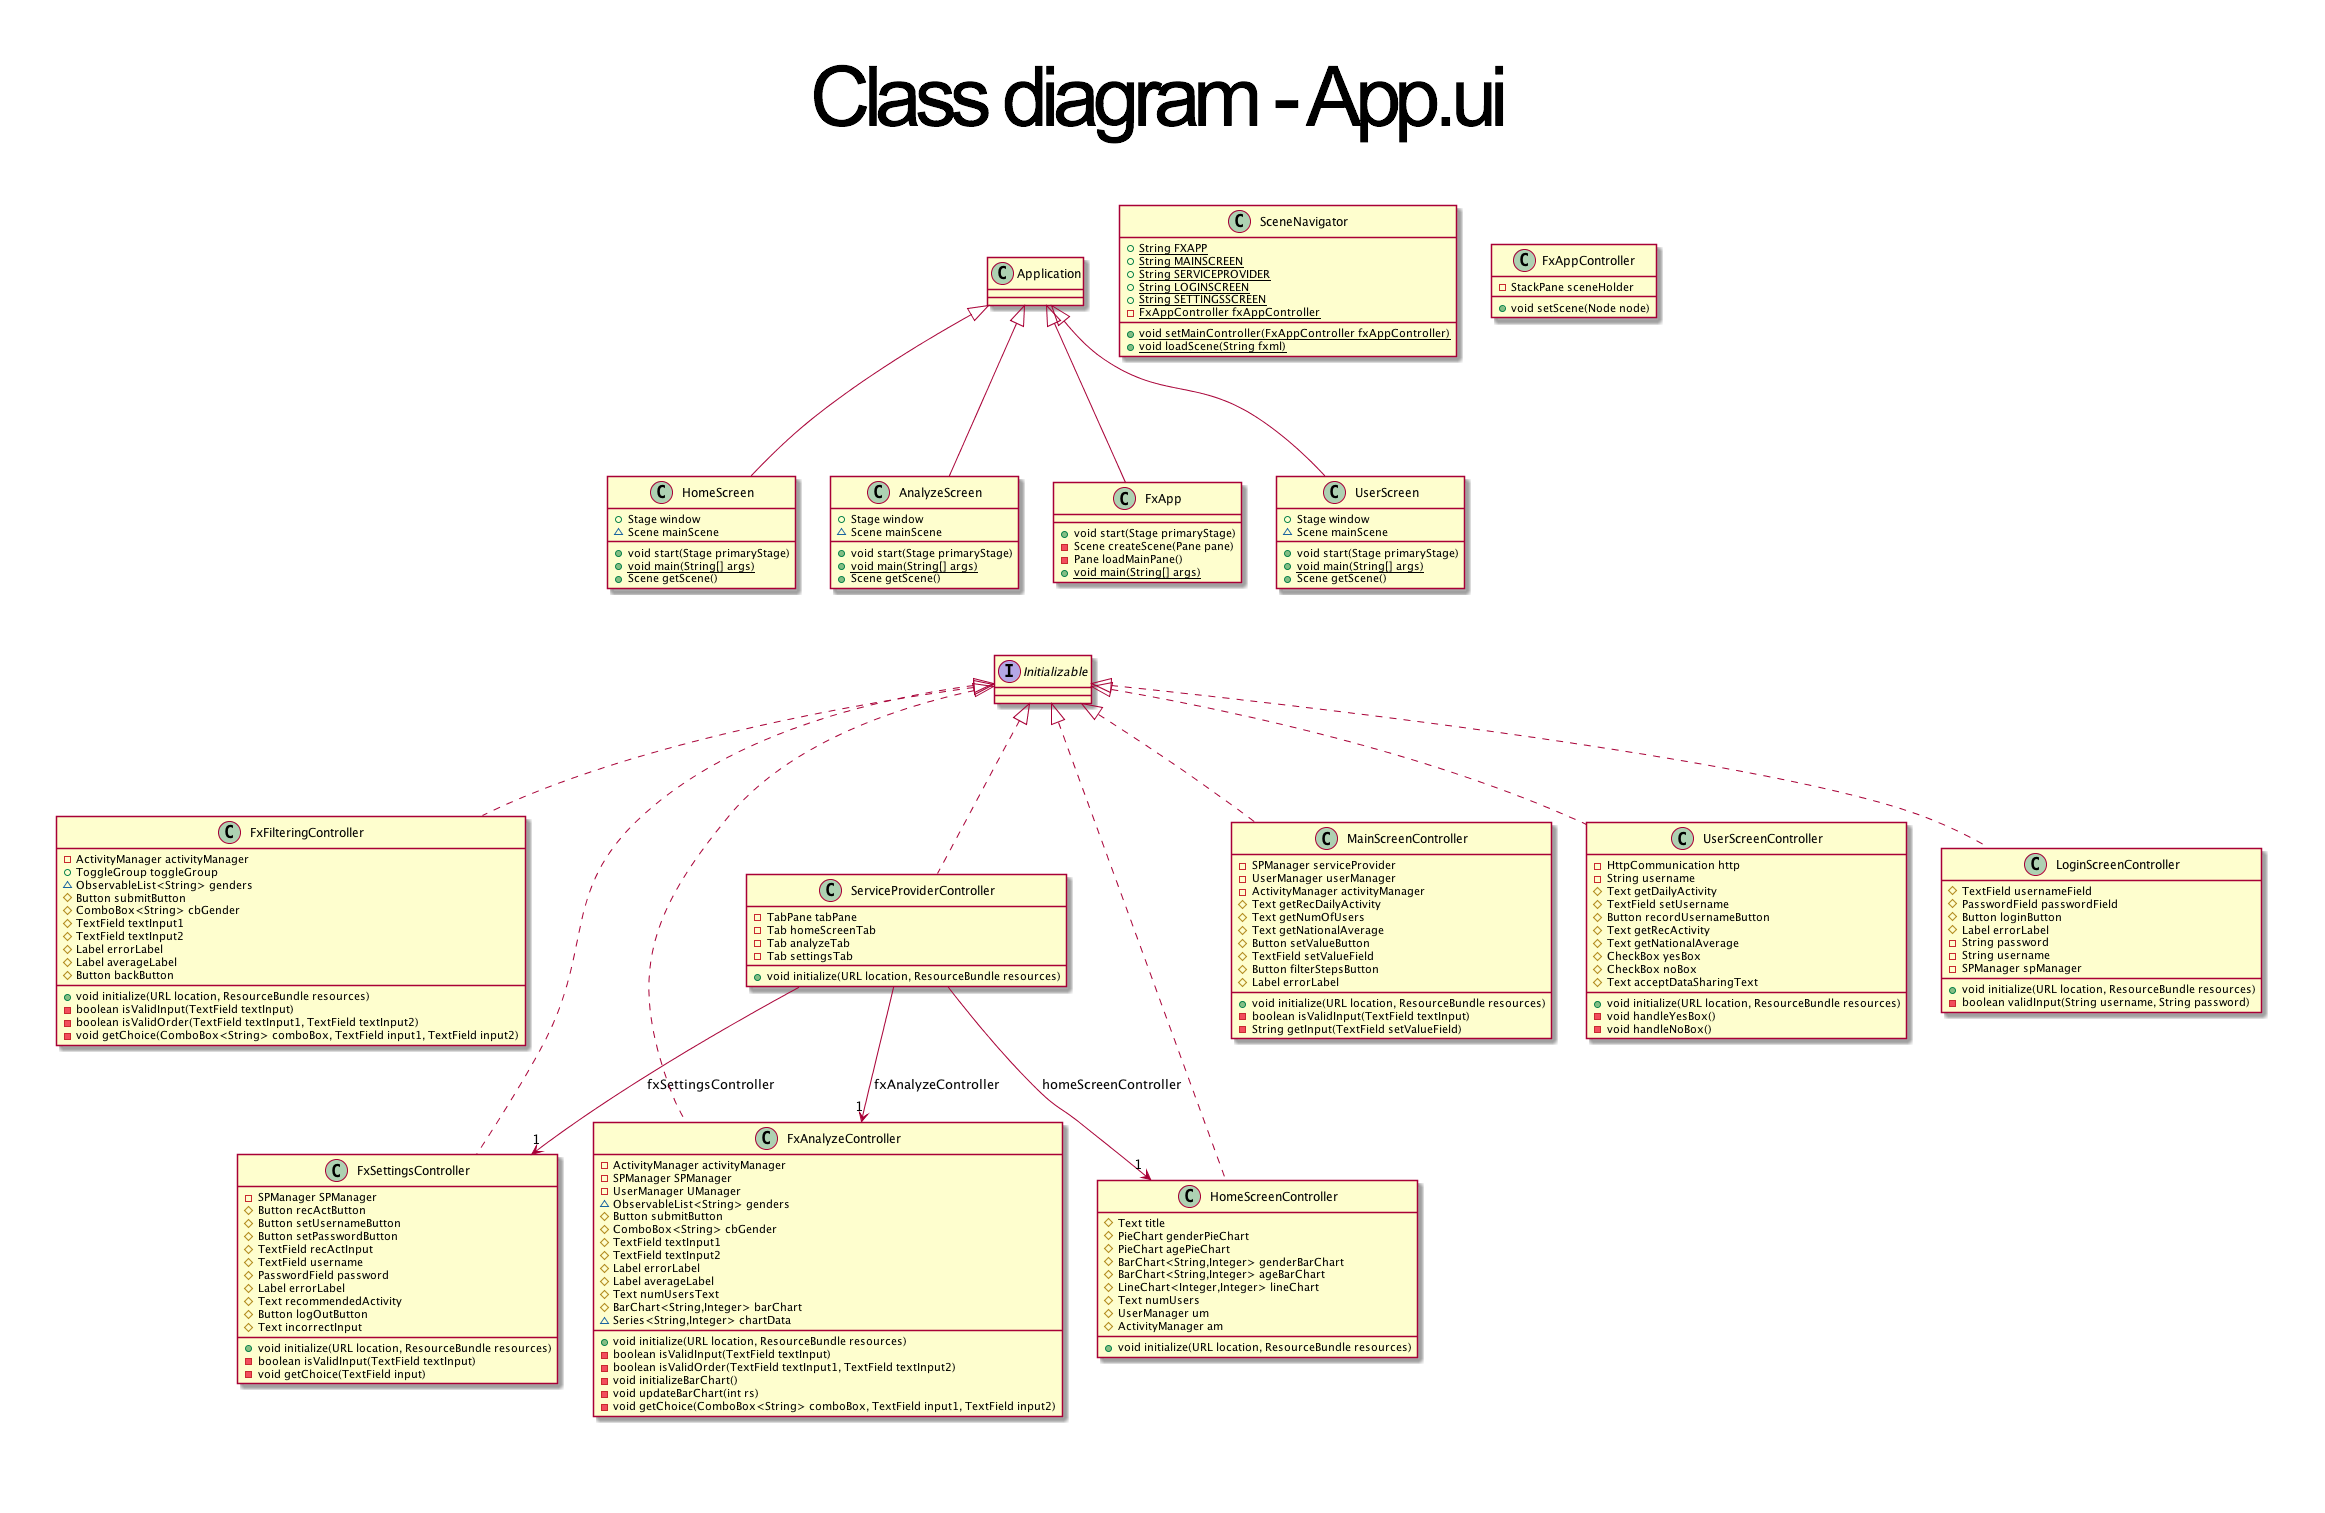 Class diagram - App.ui
C SceneNavigator
String FXAPP
String MAINSCREEN
String SERVICEPROVIDER
String LOGINSCREEN
String SETTINGSSCREEN
FxAppController fxAppController
void setMainController(FxAppController fxAppController)
void loadScene(String fxml)
C Application
C FxAppController
StackPane sceneHolder
void setScene(Node node)
C HomeScreen
Stage window
Scene mainScene
void start(Stage primaryStage)
void main(String[] args)
Scene getScene()
C AnalyzeScreen
Stage window
Scene mainScene
void start(Stage primaryStage)
void main(String[] args)
Scene getScene()
C FxApp
void start(Stage primaryStage)
Scene createScene(Pane pane)
Pane loadMainPane()
void main(String[] args)
C UserScreen
Stage window
Scene mainScene
void start(Stage primaryStage)
void main(String[] args)
Scene getScene()
I Initializable
C FxFilteringController
ActivityManager activityManager
ToggleGroup toggleGroup
ObservableList<String> genders
Button submitButton
ComboBox<String> cbGender
TextField textInput1
TextField textInput2
Label errorLabel
Label averageLabel
Button backButton
void initialize(URL location, ResourceBundle resources)
boolean isValidInput(TextField textInput)
boolean isValidOrder(TextField textInput1, TextField textInput2)
void getChoice(ComboBox<String> comboBox, TextField input1, TextField input2)
C ServiceProviderController
TabPane tabPane
Tab homeScreenTab
Tab analyzeTab
Tab settingsTab
void initialize(URL location, ResourceBundle resources)
C MainScreenController
SPManager serviceProvider
UserManager userManager
ActivityManager activityManager
Text getRecDailyActivity
Text getNumOfUsers
Text getNationalAverage
Button setValueButton
TextField setValueField
Button filterStepsButton
Label errorLabel
void initialize(URL location, ResourceBundle resources)
boolean isValidInput(TextField textInput)
String getInput(TextField setValueField)
C UserScreenController
HttpCommunication http
String username
Text getDailyActivity
TextField setUsername
Button recordUsernameButton
Text getRecActivity
Text getNationalAverage
CheckBox yesBox
CheckBox noBox
Text acceptDataSharingText
void initialize(URL location, ResourceBundle resources)
void handleYesBox()
void handleNoBox()
C LoginScreenController
TextField usernameField
PasswordField passwordField
Button loginButton
Label errorLabel
String password
String username
SPManager spManager
void initialize(URL location, ResourceBundle resources)
boolean validInput(String username, String password)
fxSettingsController
1
fxAnalyzeController
1
homeScreenController
1
C FxSettingsController
SPManager SPManager
Button recActButton
Button setUsernameButton
Button setPasswordButton
TextField recActInput
TextField username
PasswordField password
Label errorLabel
Text recommendedActivity
Button logOutButton
Text incorrectInput
void initialize(URL location, ResourceBundle resources)
boolean isValidInput(TextField textInput)
void getChoice(TextField input)
C FxAnalyzeController
ActivityManager activityManager
SPManager SPManager
UserManager UManager
ObservableList<String> genders
Button submitButton
ComboBox<String> cbGender
TextField textInput1
TextField textInput2
Label errorLabel
Label averageLabel
Text numUsersText
BarChart<String,Integer> barChart
Series<String,Integer> chartData
void initialize(URL location, ResourceBundle resources)
boolean isValidInput(TextField textInput)
boolean isValidOrder(TextField textInput1, TextField textInput2)
void initializeBarChart()
void updateBarChart(int rs)
void getChoice(ComboBox<String> comboBox, TextField input1, TextField input2)
C HomeScreenController
Text title
PieChart genderPieChart
PieChart agePieChart
BarChart<String,Integer> genderBarChart
BarChart<String,Integer> ageBarChart
LineChart<Integer,Integer> lineChart
Text numUsers
UserManager um
ActivityManager am
void initialize(URL location, ResourceBundle resources)